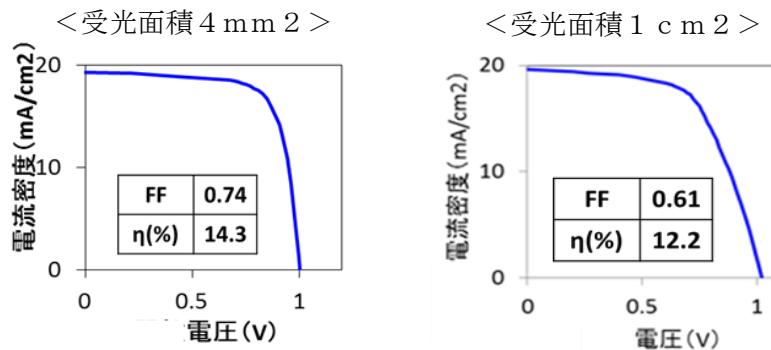 ＜受光面積４ｍｍ２＞
20
10
0
0
0.5
1
電流密度(mA/cm2)
電圧(V)
FF 0.74
η(%) 14.3
＜受光面積１ｃｍ２＞
20
10
0
0
0.5
1
電流密度(mA/cm2)
電圧(V)
FF 0.61
η(%) 12.2